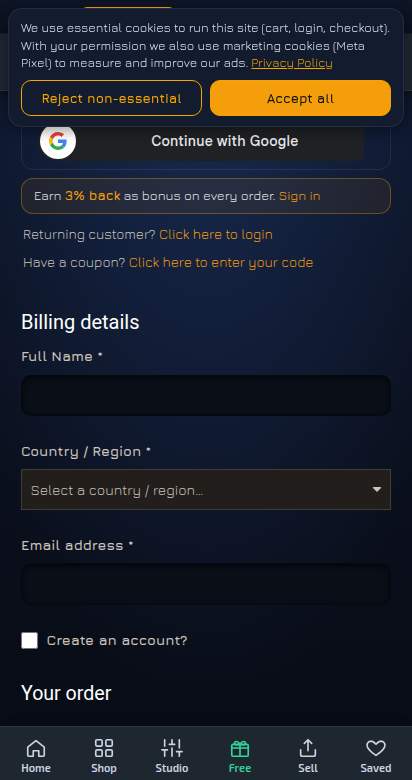 We use essential cookies to run this site (cart, login, checkout).
With your permission we also use marketing cookies (Meta
Pixel) to measure and improve our ads. Privacy Policy
Reject non-essential
Accept all
Continue with Google
Earn 3% back as bonus on every order. Sign in
Returning customer? Click here to login
Have a coupon? Click here to enter your code
Billing details
Full Name *
Country / Region *
Select a country / region...
Email address *
Create an account?
Your order
Home
Shop
Studio
Free
Sell
Saved